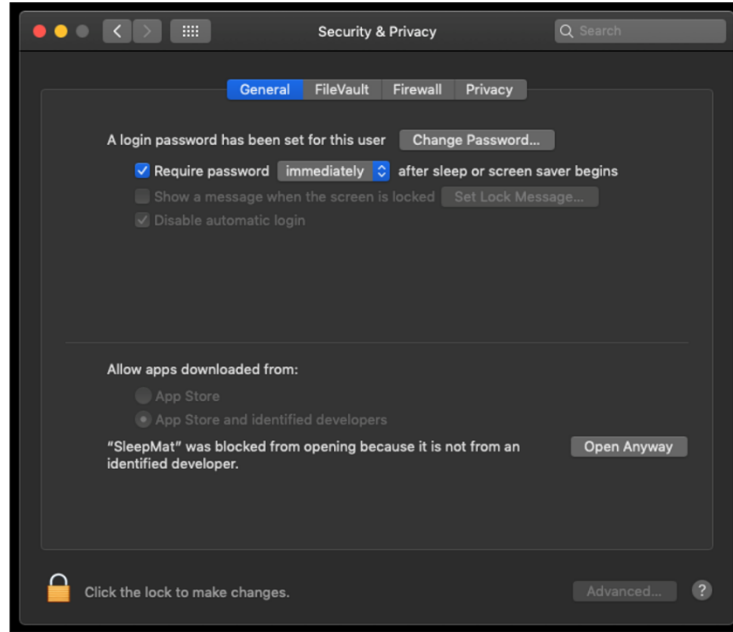 Security & Privacy
Search
General FileVault Firewall Privacy
A login password has been set for this user Change Password...
Require password immediately after sleep or screen saver begins
Show a message when the screen is locked Set Lock Message...
Disable automatic login
Allow apps downloaded from:
App Store
App Store and identified developers
“SleepMat” was blocked from opening because it is not from an Open Anyway
identified developer.
Click the lock to make changes. Advanced... ?